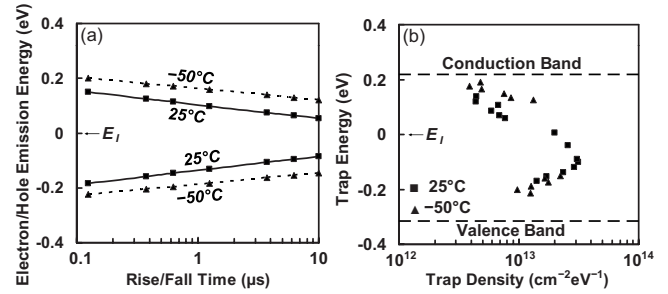 (a)
Electron/Hole Emission Energy (eV)
0.4
0.2
0
-0.2
-0.4
−50°C
25°C
E_I
25°C
−50°C
0.1
1
10
Rise/Fall Time (µs)
(b)
Trap Energy (eV)
0.4
0.2
0
-0.2
-0.4
Conduction Band
E_I
25°C
−50°C
Valence Band
10^12
10^13
10^14
Trap Density (cm^−2eV^−1)